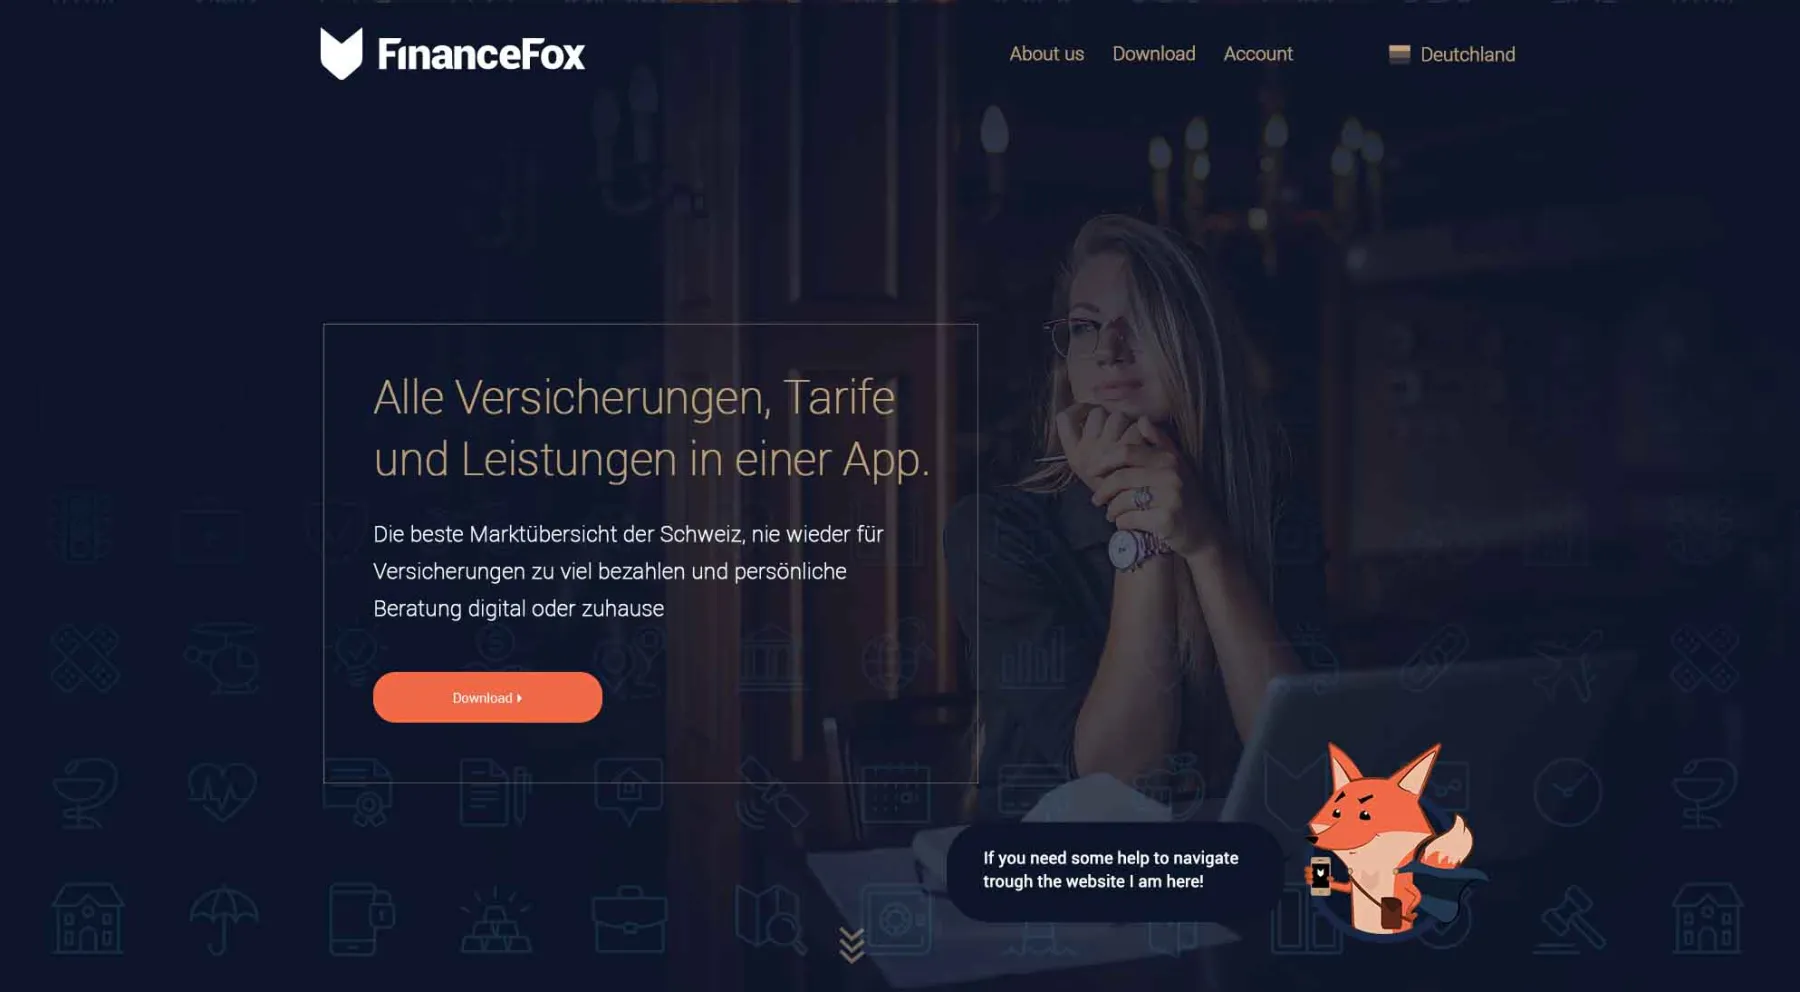 FinanceFox
About us
Download
Account
Deutchland
Alle Versicherungen, Tarife
und Leistungen in einer App.
Die beste Marktübersicht der Schweiz, nie wieder für
Versicherungen zu viel bezahlen und persönliche
Beratung digital oder zuhause
Download
If you need some help to navigate
trough the website I am here!